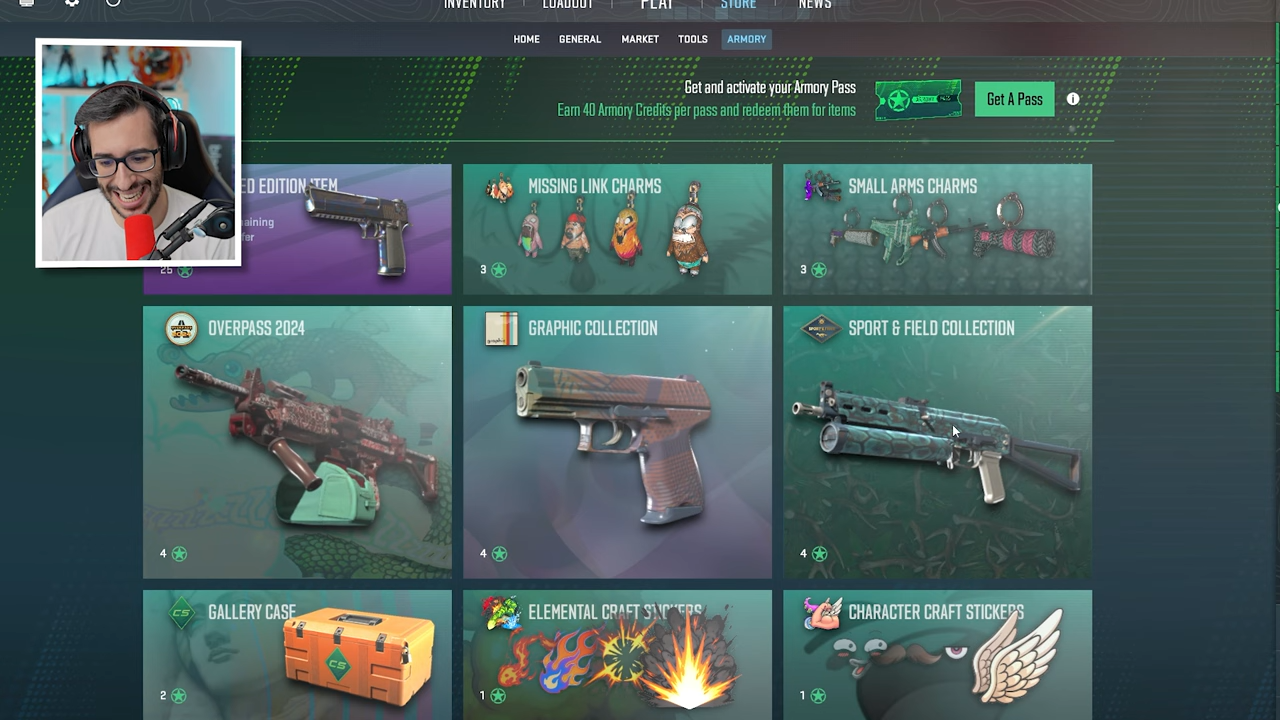 INVENTORY
LOADOUT
PLAY
STORE
NEWS
HOME
GENERAL
MARKET
TOOLS
ARMORY
Get and activate your Armory Pass
Earn 40 Armory Credits per pass and redeem them for items
Get A Pass
ED EDITION ITEM
25
MISSING LINK CHARMS
3
SMALL ARMS CHARMS
3
OVERPASS 2024
4
GRAPHIC COLLECTION
4
SPORT & FIELD COLLECTION
4
GALLERY CASE
2
ELEMENTAL CRAFT STICKERS
1
CHARACTER CRAFT STICKERS
1